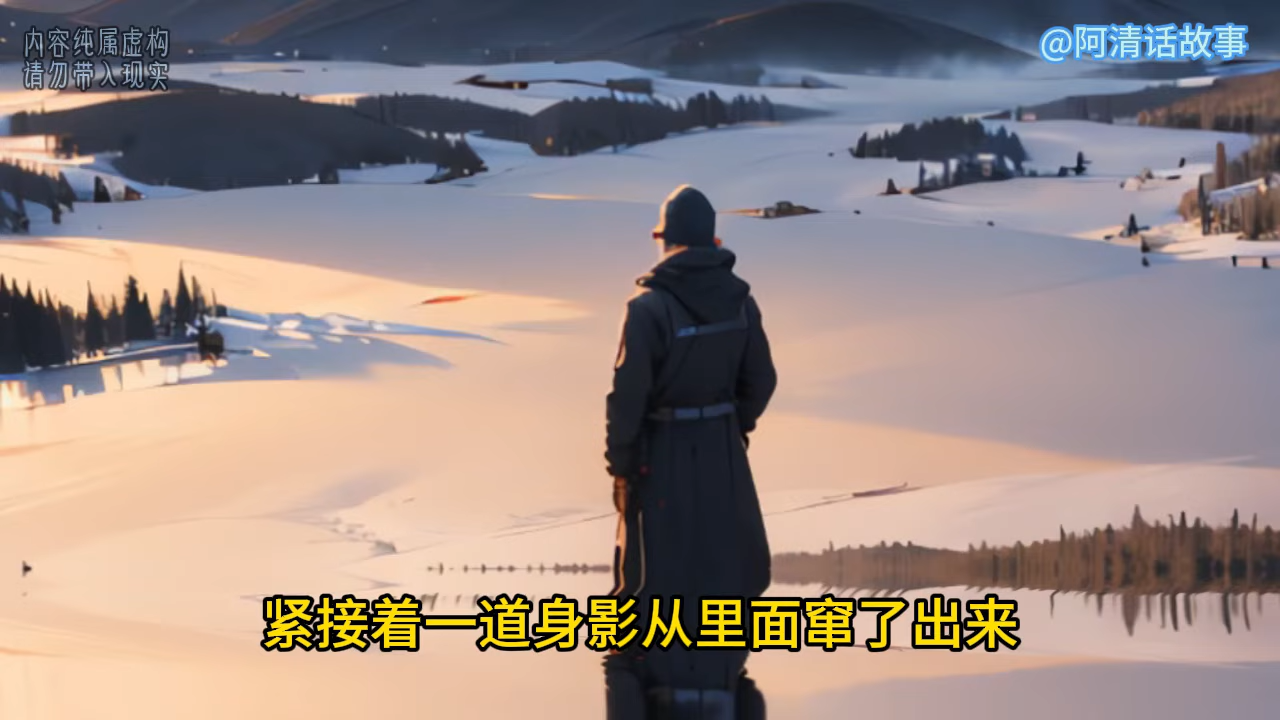 内容纯属虚构
请勿带入现实
@阿清话故事
紧接着一道身影从里面窜了出来